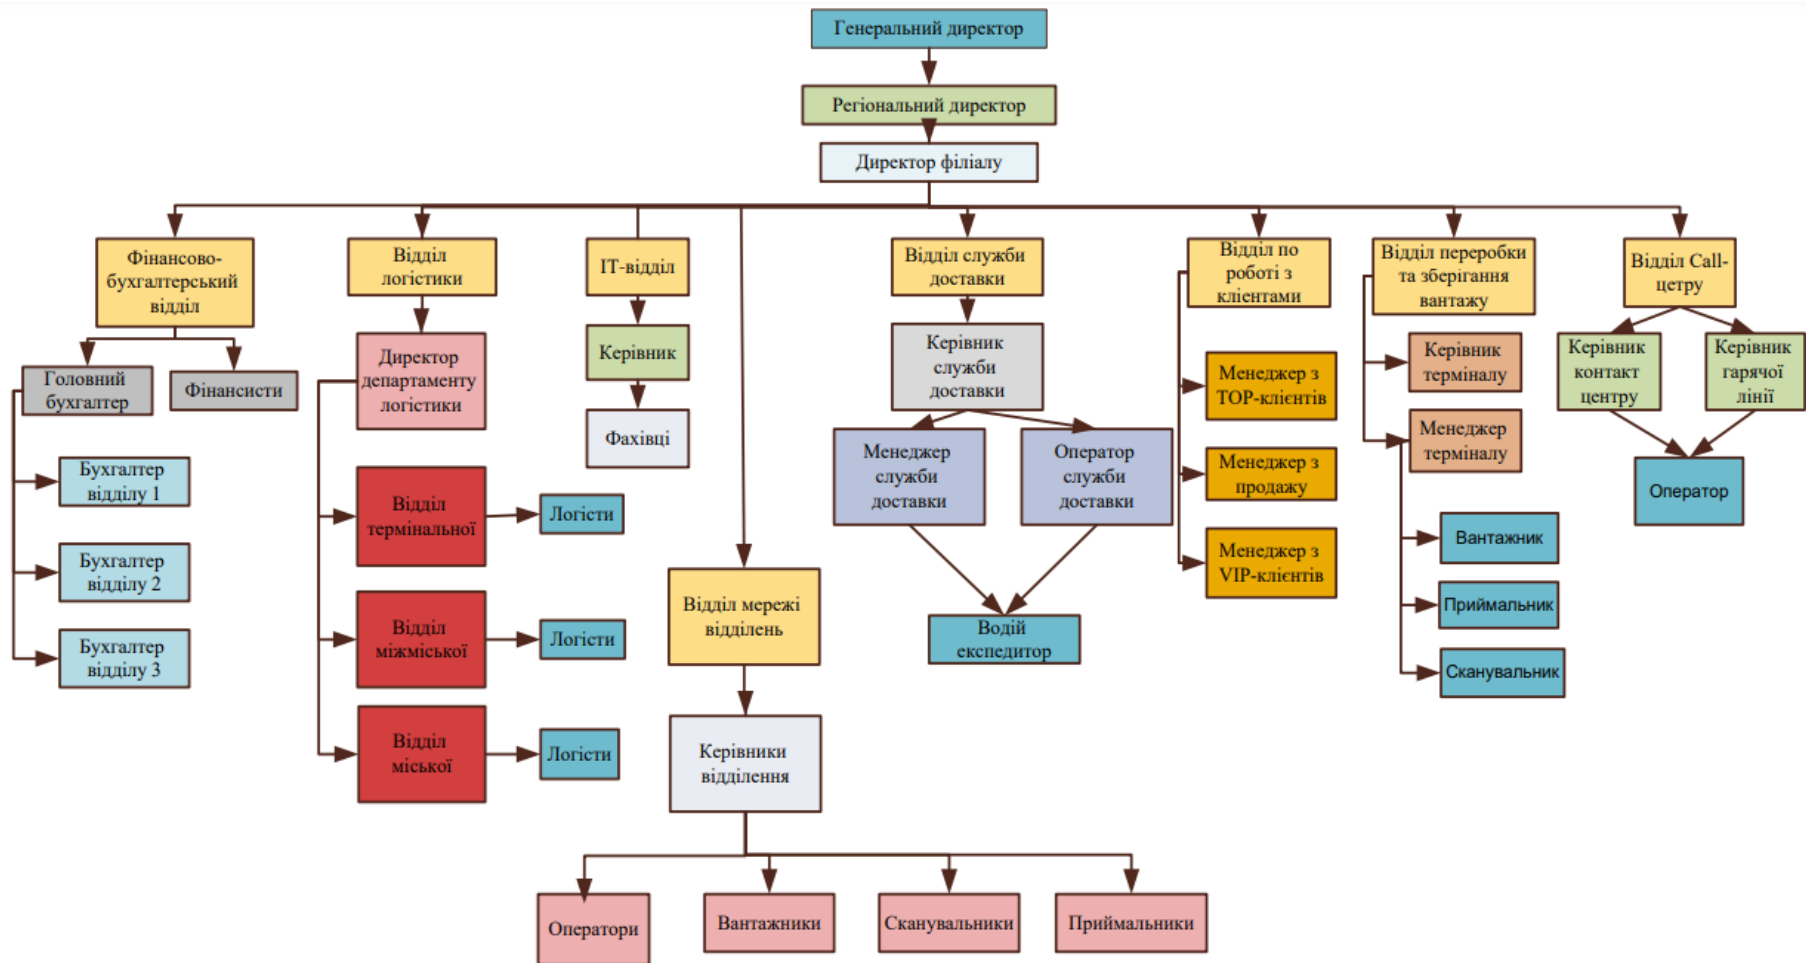 Генеральний директор
Регіональний директор
Директор філіалу
Фінансово-
бухгалтерський
відділ
Відділ
логістики
ІТ-відділ
Відділ служби
доставки
Відділ по
роботі з
клієнтами
Відділ переробки
та зберігання
вантажу
Відділ Call-
цетру
Головний
бухгалтер
Фінансисти
Бухгалтер
відділу 1
Бухгалтер
відділу 2
Бухгалтер
відділу 3
Директор
департаменту
логістики
Відділ
термінальної
Логісти
Відділ
міжміської
Логісти
Відділ
міської
Логісти
Керівник
Фахівці
Відділ мережі
відділень
Керівники
відділення
Оператори
Вантажники
Сканувальники
Приймальники
Керівник
служби
доставки
Менеджер
служби
доставки
Оператор
служби
доставки
Водій
експедитор
Менеджер з
ТОР-клієнтів
Менеджер з
продажу
Менеджер з
VIP-клієнтів
Керівник
терміналу
Менеджер
терміналу
Вантажник
Приймальник
Сканувальник
Керівник
контакт
центру
Керівник
гарячої
лінії
Оператор